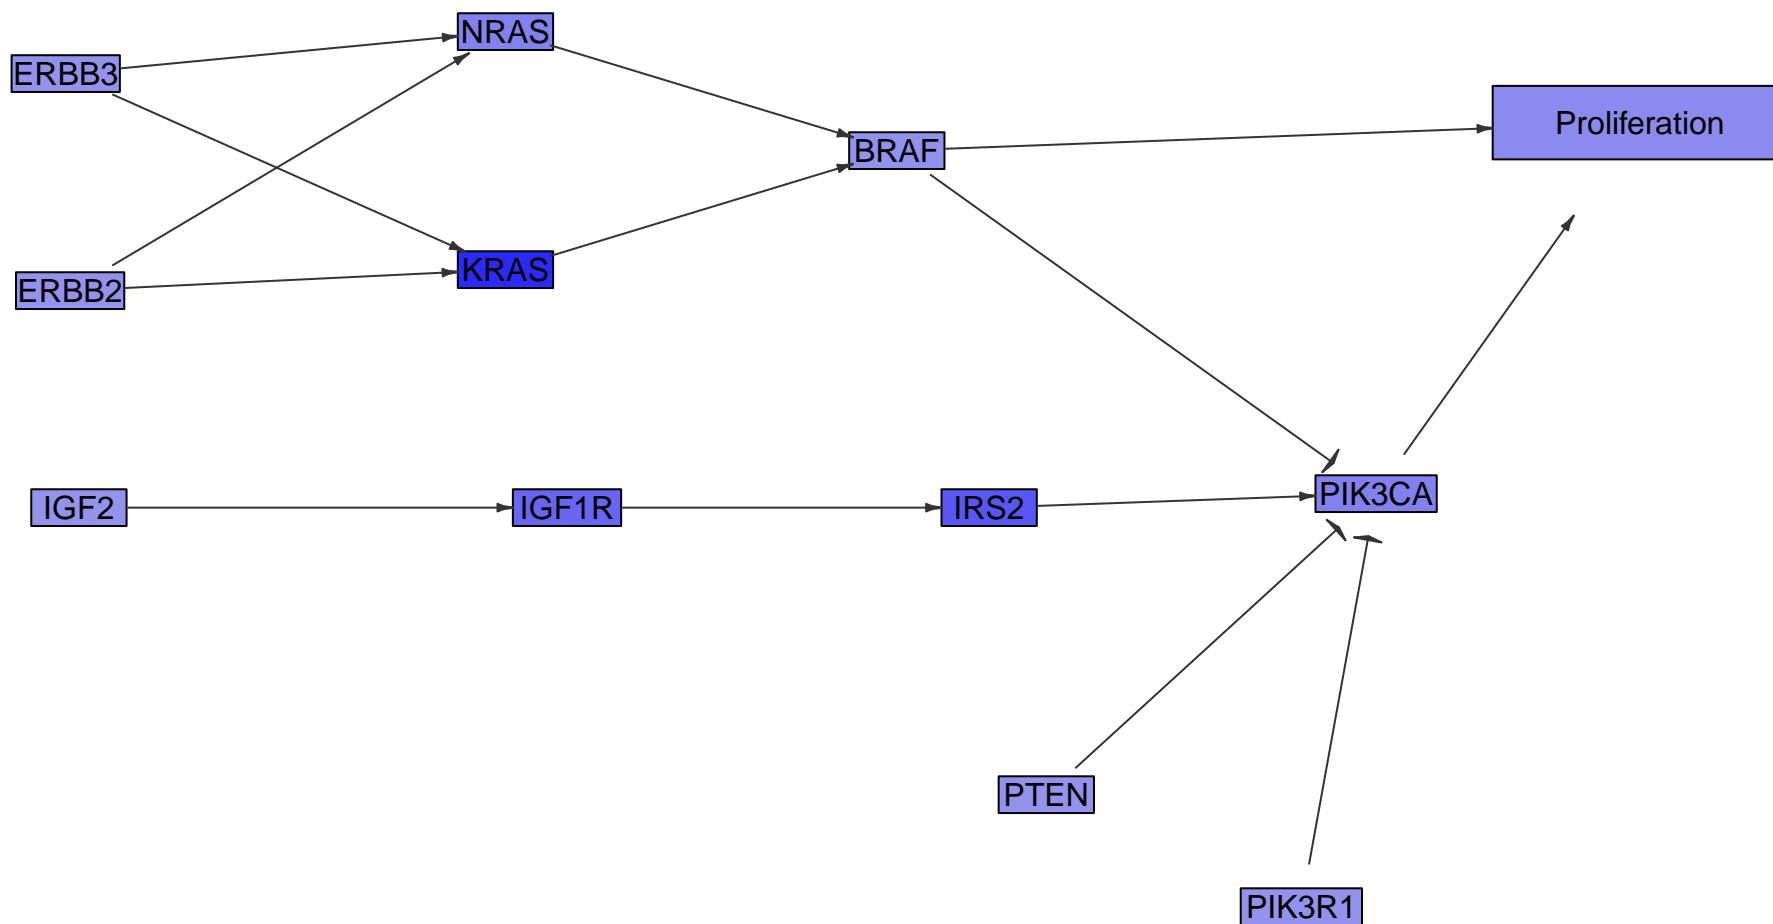 NRAS
ERBB3
Proliferation
BRAF
KRAS
ERBB2
IGF2
IGF1R
IRS2
PIK3CA
PTEN
PIK3R1